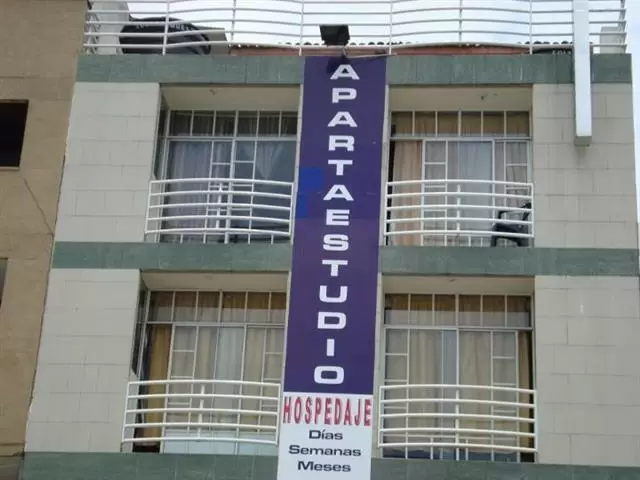 APARTAESTUDIO
HOSPEDAJE
Días
Semanas
Meses